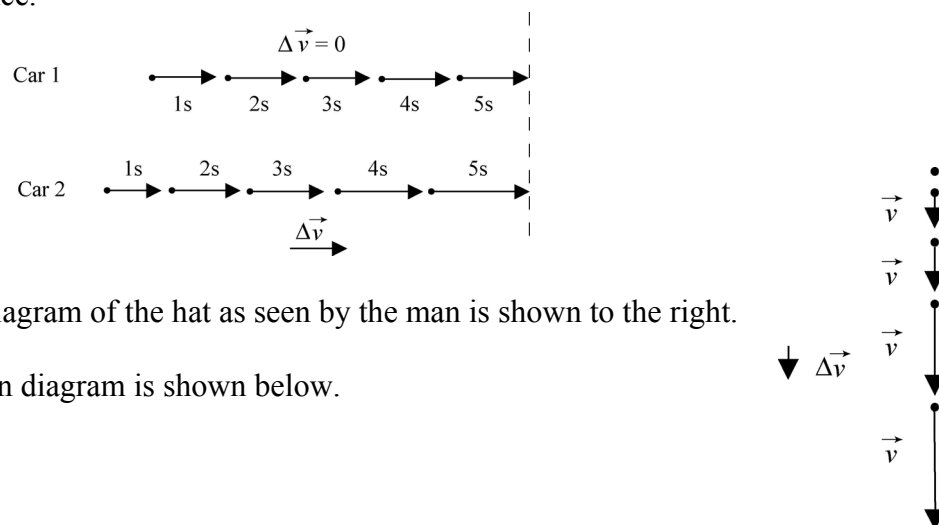 Δv = 0
Car 1
1s 2s 3s 4s 5s
1s 2s 3s 4s 5s
Car 2
Δv
of the hat as seen by the man is shown to the right.
diagram is shown below.
v
v
v
Δv
v